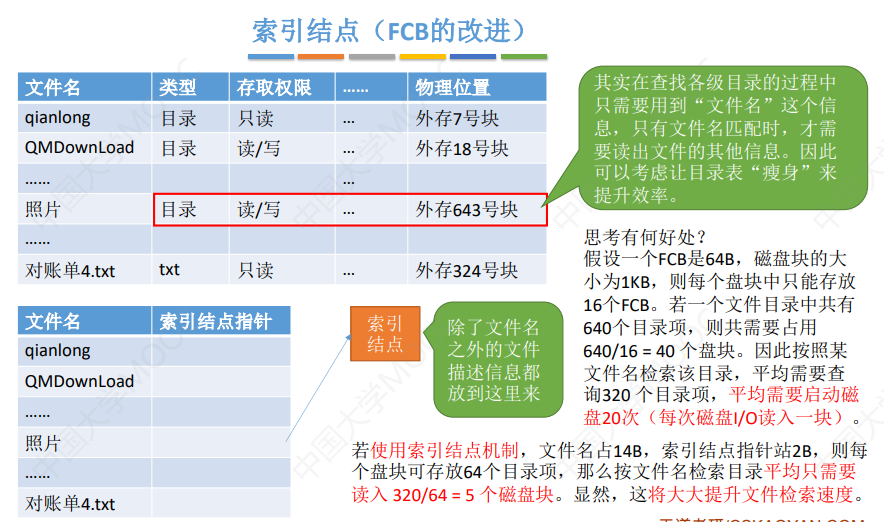 索引结点（FCB的改进）
文件名 类型 存取权限 …… 物理位置
qianlong 目录 只读 … 外存7号块
QMDownLoad 目录 读/写 … 外存18号块
…… …
照片 目录 读/写 … 外存643号块
……
对账单4.txt txt 只读 … 外存324号块
其实在查找各级目录的过程中
只需要用到“文件名”这个信
息，只有文件名匹配时，才需
要读出文件的其他信息。因此
可以考虑让目录表“瘦身”来
提升效率。
思考有何好处？
假设一个FCB是64B，磁盘块的大
小为1KB，则每个盘块中只能存放
16个FCB。若一个文件目录中共有
640个目录项，则共需要占用
640/16 = 40 个盘块。因此按照某
文件名检索该目录，平均需要查
询320 个目录项，平均需要启动磁
盘20次（每次磁盘I/O读入一块）。
文件名 索引结点指针
qianlong
QMDownLoad
……
照片
……
对账单4.txt
索引
结点
除了文件名
之外的文件
描述信息都
放到这里来
若使用索引结点机制，文件名占14B，索引结点指针站2B，则每
个盘块可存放64个目录项，那么按文件名检索目录平均只需要
读入 320/64 = 5 个磁盘块。显然，这将大大提升文件检索速度。
中国大学MOOC